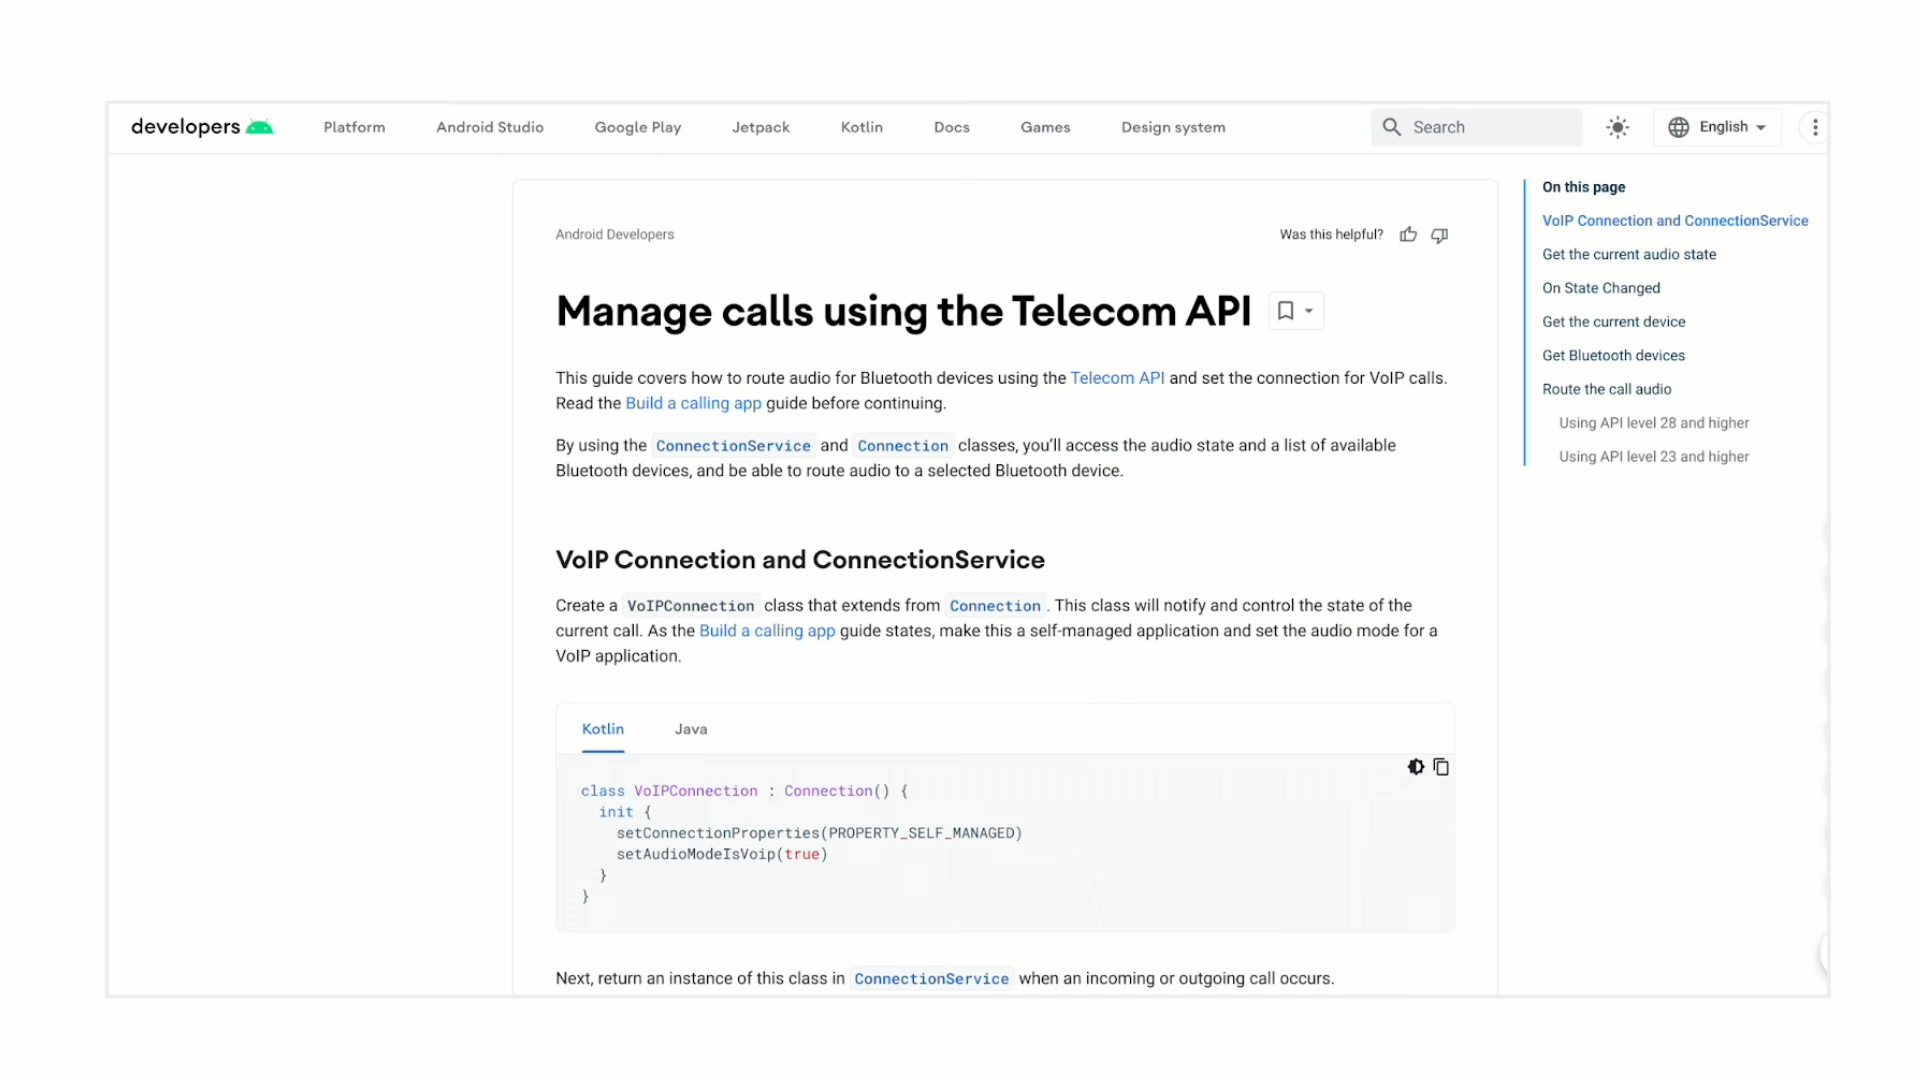 developers
Platform
Android Studio
Google Play
Jetpack
Kotlin
Docs
Games
Design system
Search
English
Android Developers
Was this helpful?
Manage calls using the Telecom API
This guide covers how to route audio for Bluetooth devices using the Telecom API and set the connection for VoIP calls.
Read the Build a calling app guide before continuing.
By using the ConnectionService and Connection classes, you'll access the audio state and a list of available
Bluetooth devices, and be able to route audio to a selected Bluetooth device.
VoIP Connection and ConnectionService
Create a VoIPConnection class that extends from Connection. This class will notify and control the state of the
current call. As the Build a calling app guide states, make this a self-managed application and set the audio mode for a
VoIP application.
Kotlin
Java
class VoIPConnection : Connection() {
init {
setConnectionProperties(PROPERTY_SELF_MANAGED)
setAudioModeIsVoip(true)
}
}
Next, return an instance of this class in ConnectionService when an incoming or outgoing call occurs.
On this page
VoIP Connection and ConnectionService
Get the current audio state
On State Changed
Get the current device
Get Bluetooth devices
Route the call audio
Using API level 28 and higher
Using API level 23 and higher